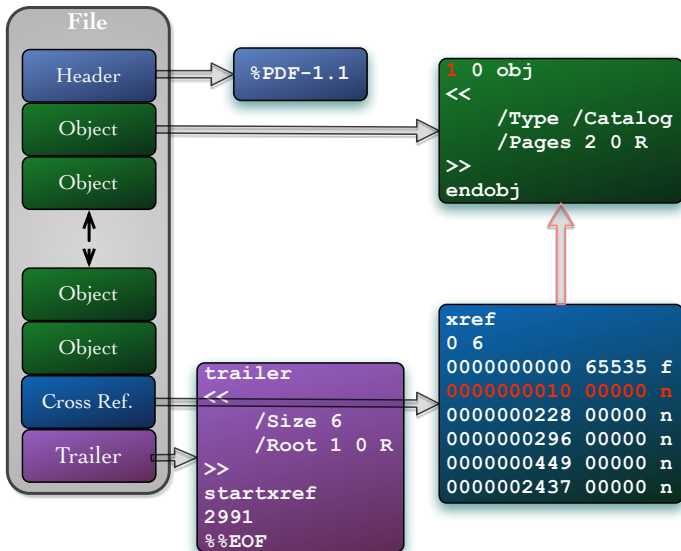 File
Header
Object
Object
Object
Object
Cross Ref.
Trailer
%PDF-1.1
1 0 obj
<<
/Type /Catalog
/Pages 2 0 R
>>
endobj
trailer
<<
/Size 6
/Root 1 0 R
>>
startxref
2991
%%EOF
xref
0 6
0000000000 65535 f
0000000010 00000 n
0000000228 00000 n
0000000296 00000 n
0000000449 00000 n
0000002437 00000 n